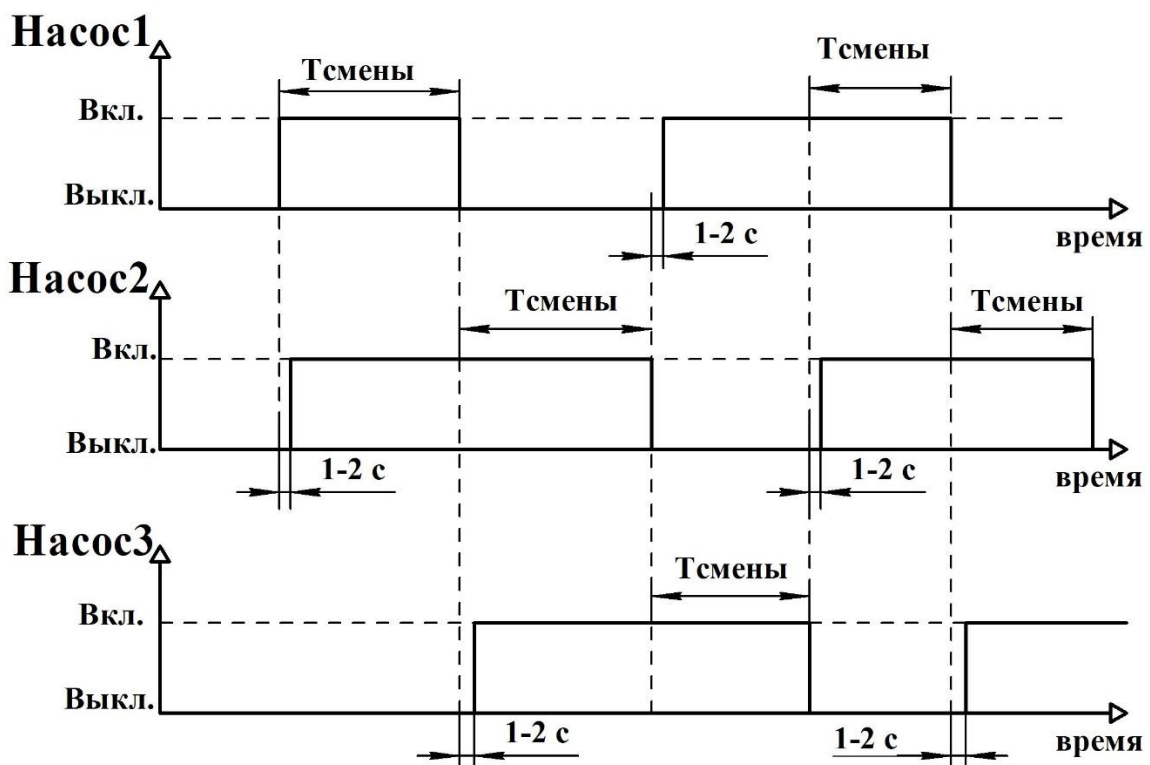 Насос1
Тсмены
Тсмены
Вкл.
Выкл.
1-2 с
время
Насос2
Тсмены
Тсмены
Вкл.
Выкл.
1-2 с
1-2 с
время
Насос3
Тсмены
Вкл.
Выкл.
1-2 с
1-2 с
время